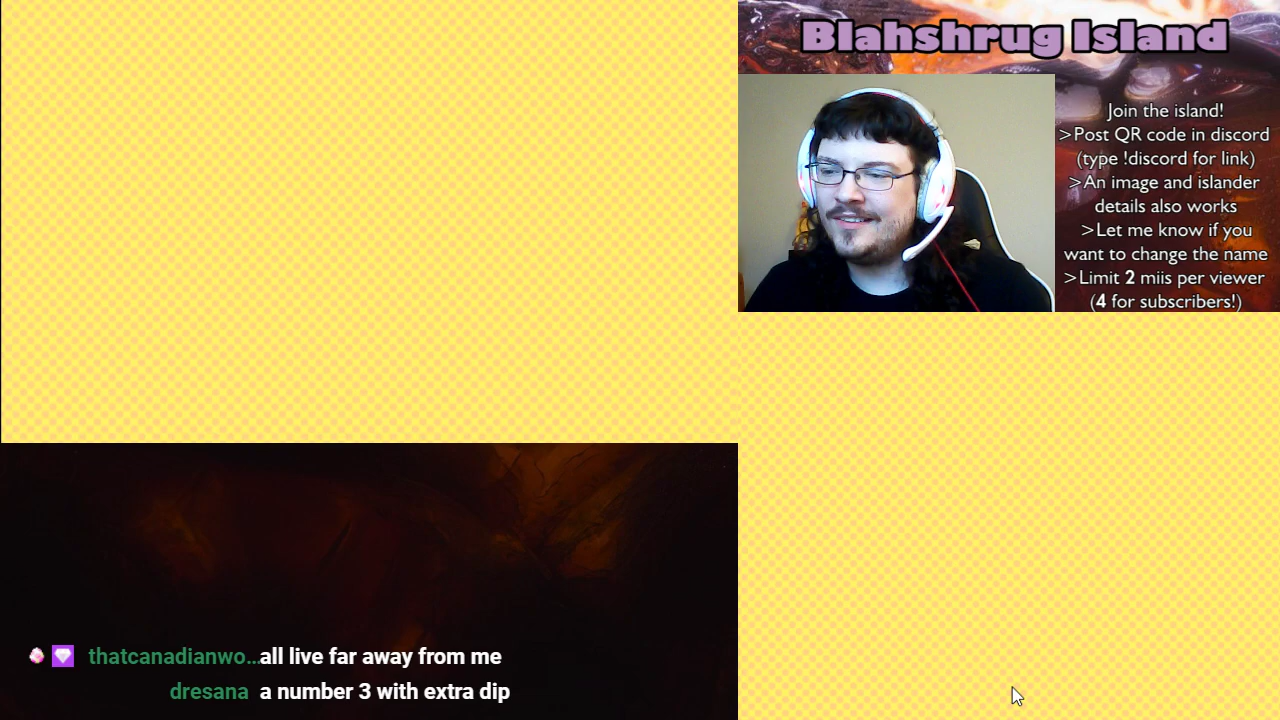 Blahshrug Island
Join the island!
>Post QR code in discord
(type !discord for link)
>An image and islander
details also works
>Let me know if you
want to change the name
>Limit 2 miis per viewer
(4 for subscribers!)
thatcanadianwo... all live far away from me
dresana a number 3 with extra dip